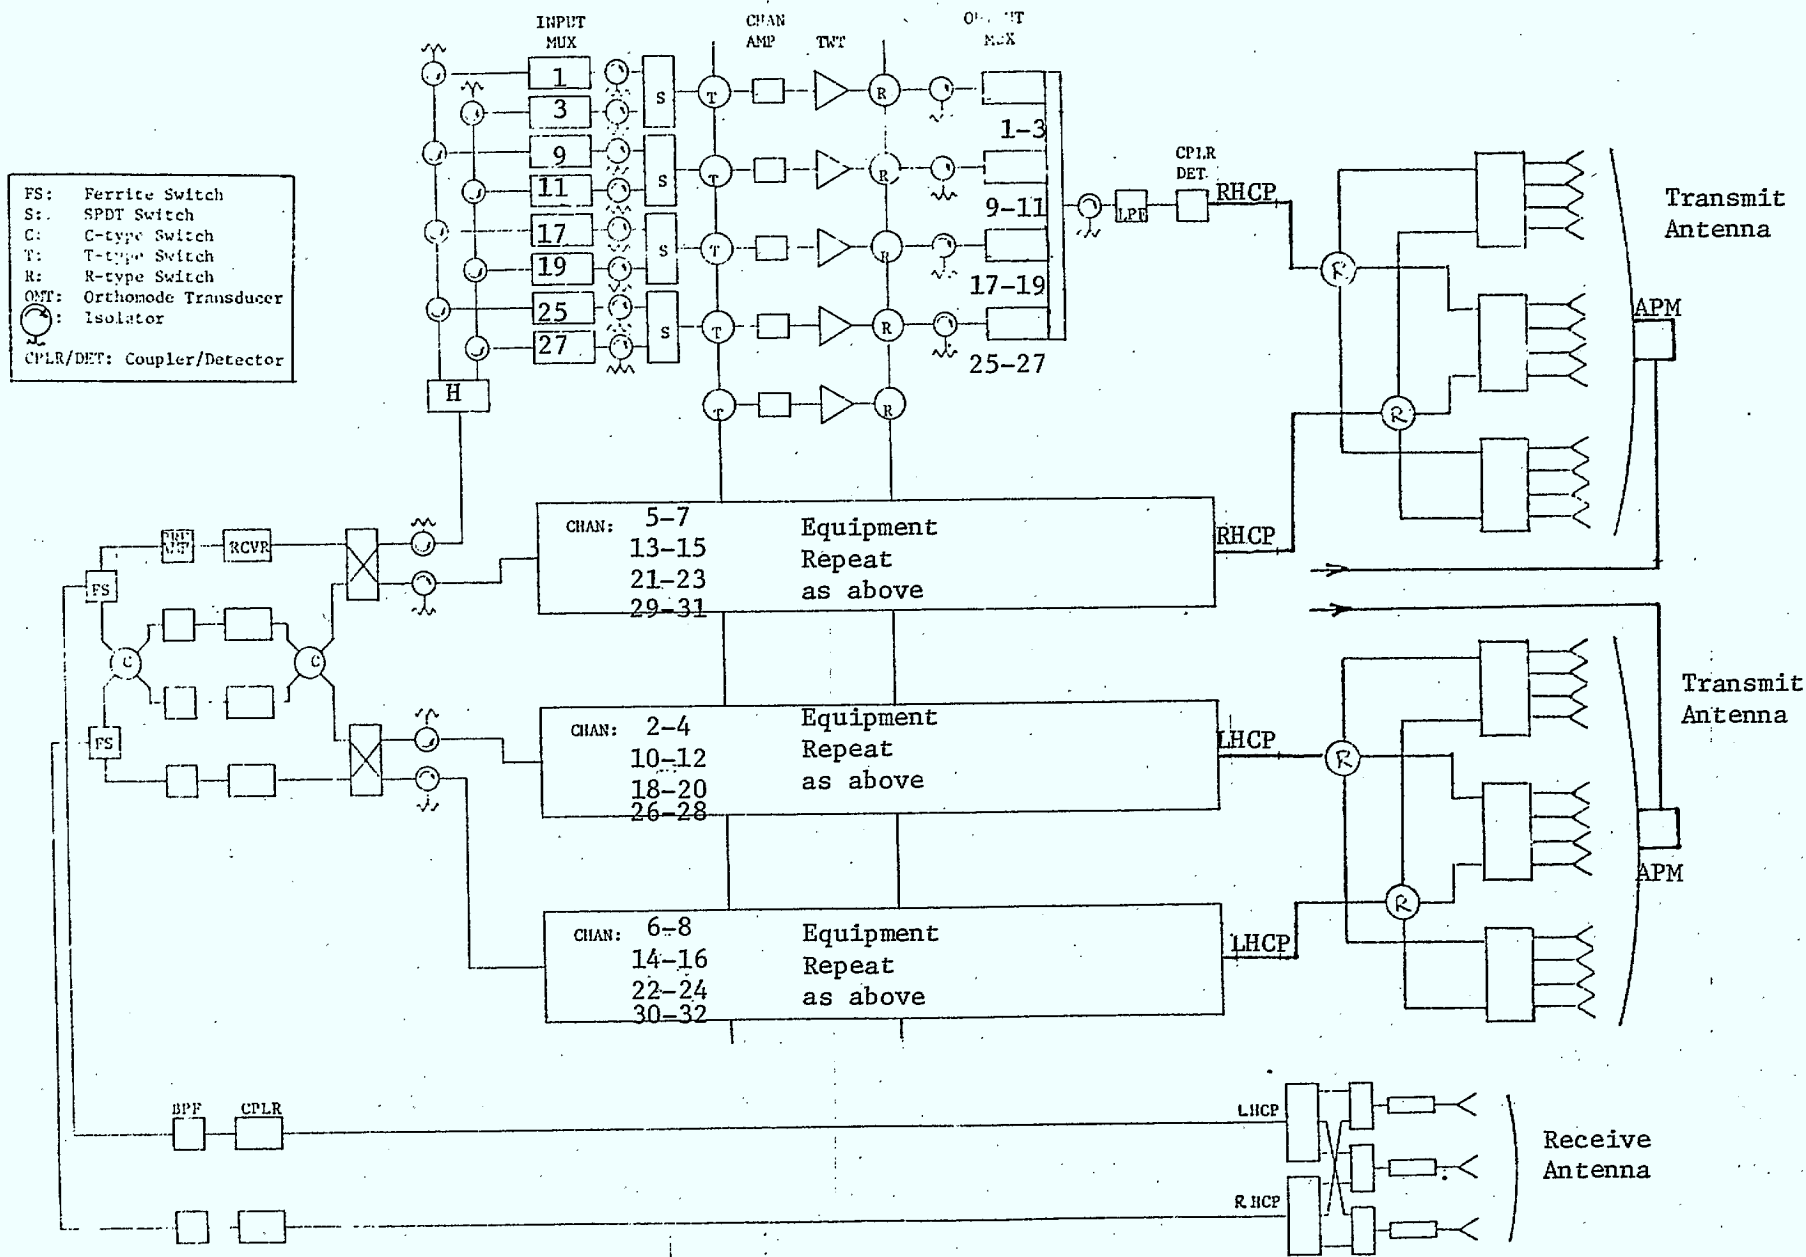 INPUT
MUX
CHAN
AMP
TWT
1
3
9
11
17
19
25
27
S
S
S
S
T
T
T
T
T
R
R
R
R
R
1-3
9-11
17-19
25-27
H
LPF
CPLR
DET.
RHCP
R
R
Transmit
Antenna
APM
FS: Ferrite Switch
S: SPDT Switch
C: C-type Switch
T: T-type Switch
R: R-type Switch
OMT: Orthomode Transducer
: Isolator
CPLR/DET: Coupler/Detector
RCVR
FS
C
C
FS
CHAN: 5-7
13-15
21-23
29-31
Equipment
Repeat
as above
RHCP
CHAN: 2-4
10-12
18-20
26-28
Equipment
Repeat
as above
LHCP
R
R
Transmit
Antenna
APM
CHAN: 6-8
14-16
22-24
30-32
Equipment
Repeat
as above
LHCP
BPF
CPLR
LHCP
RHCP
Receive
Antenna